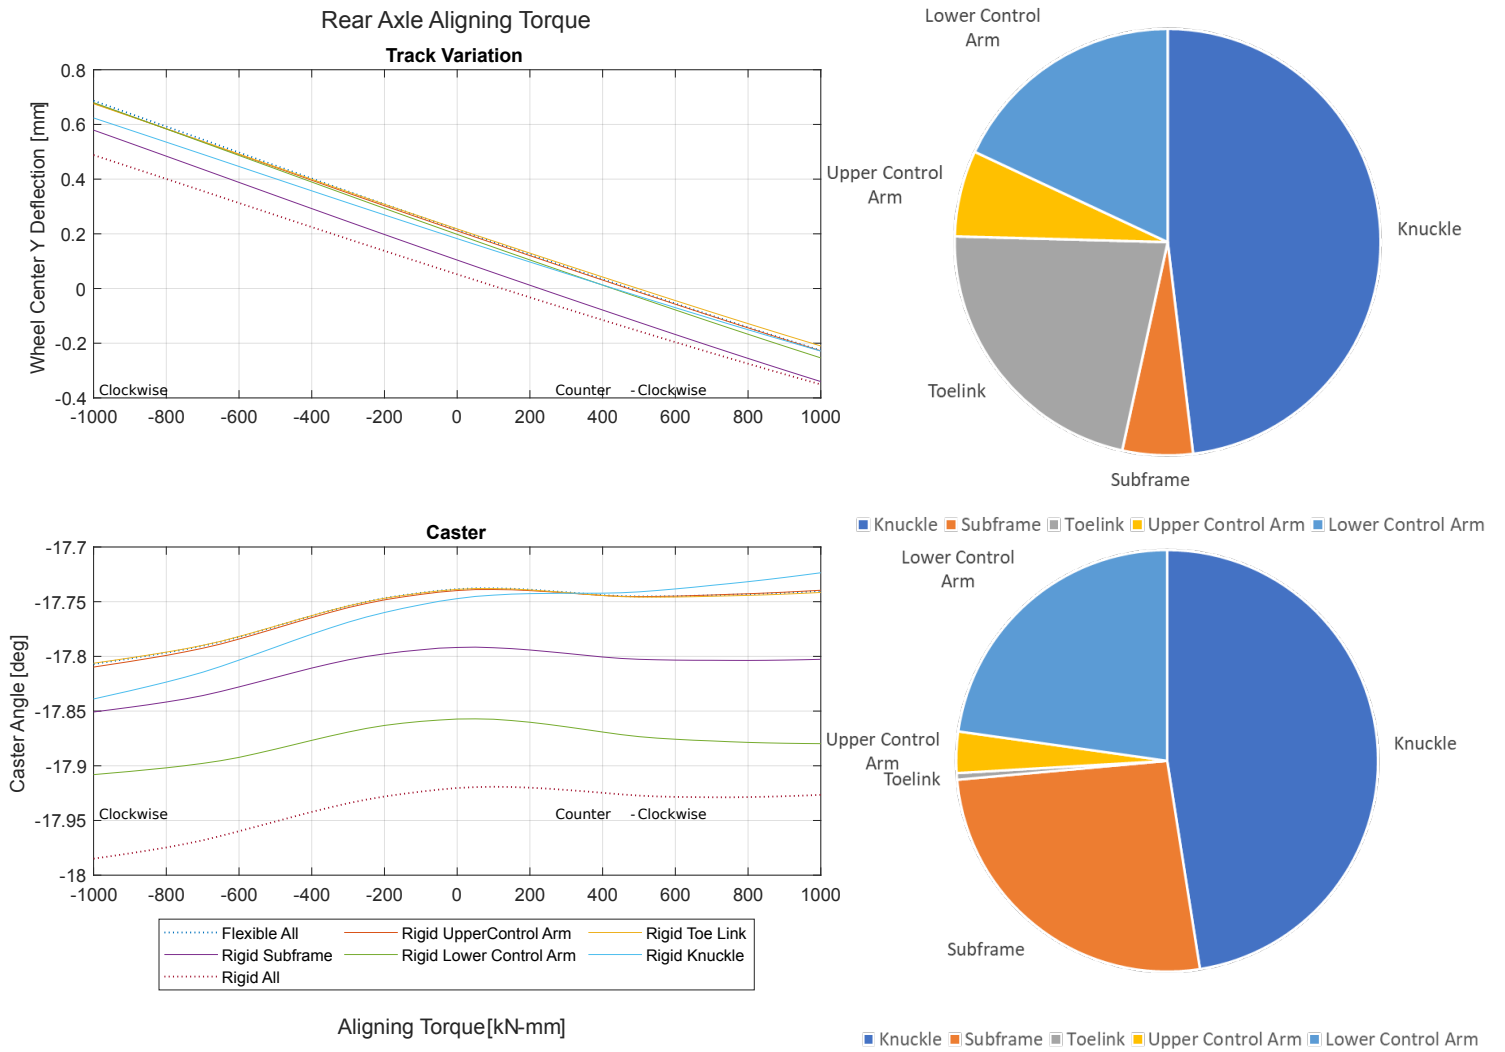 Rear Axle Aligning Torque
Track Variation
Wheel Center Y Deflection [mm]
0.8
0.6
0.4
0.2
0
-0.2
-0.4
Clockwise
Counter -Clockwise
-1000 -800 -600 -400 -200 0 200 400 600 800 1000
Lower Control
Arm
Upper Control
Arm
Knuckle
Toelink
Subframe
Knuckle Subframe Toelink Upper Control Arm Lower Control Arm
Caster
Caster Angle [deg]
-17.7
-17.75
-17.8
-17.85
-17.9
-17.95
-18
Clockwise
Counter -Clockwise
-1000 -800 -600 -400 -200 0 200 400 600 800 1000
Lower Control
Arm
Upper Control
Arm
Toelink
Knuckle
Subframe
Flexible All Rigid UpperControl Arm Rigid Toe Link
Rigid Subframe Rigid Lower Control Arm Rigid Knuckle
Rigid All
Aligning Torque[kN-mm]
Knuckle Subframe Toelink Upper Control Arm Lower Control Arm